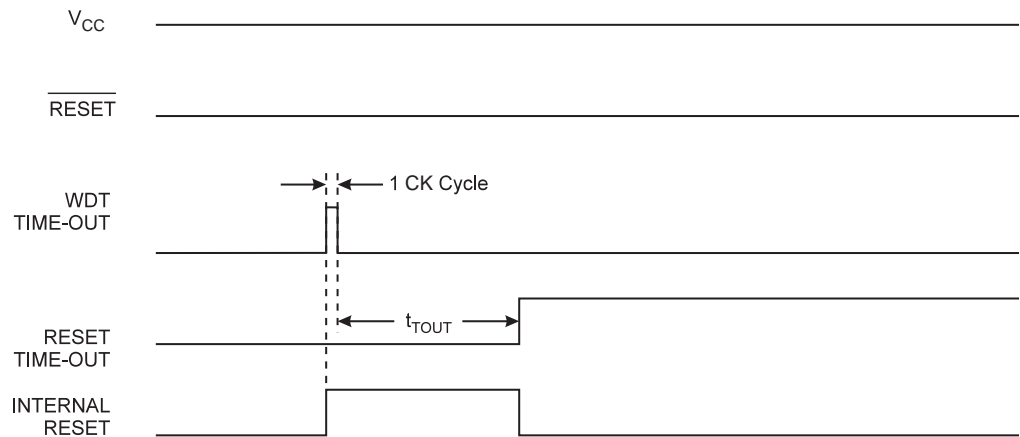 VCC
RESET
WDT
TIME-OUT
1 CK Cycle
RESET
TIME-OUT
tTOUT
INTERNAL
RESET